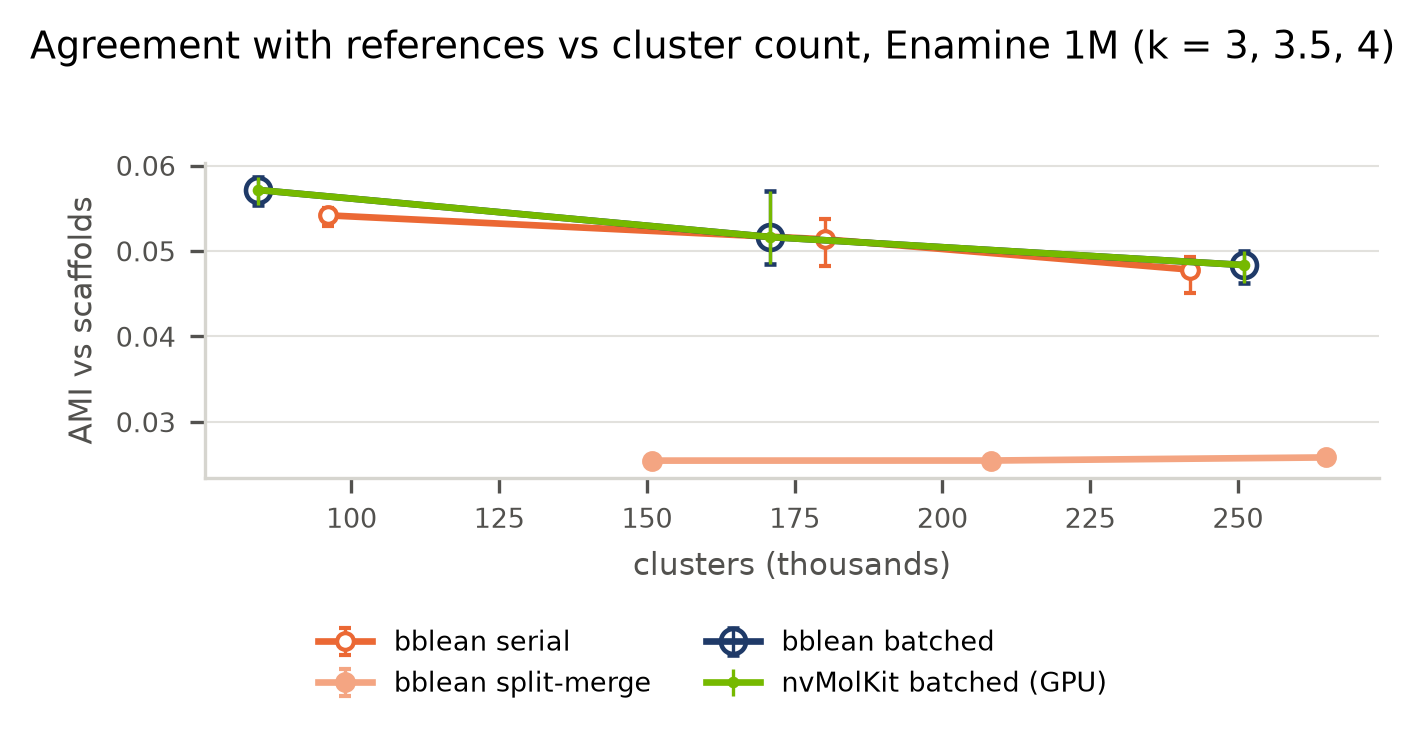 Agreement with references vs cluster count, Enamine 1M (k = 3, 3.5, 4)
AMI vs scaffolds
0.06
0.05
0.04
0.03
100 125 150 175 200 225 250
clusters (thousands)
bblean serial
bblean split-merge
bblean batched
nvMolKit batched (GPU)